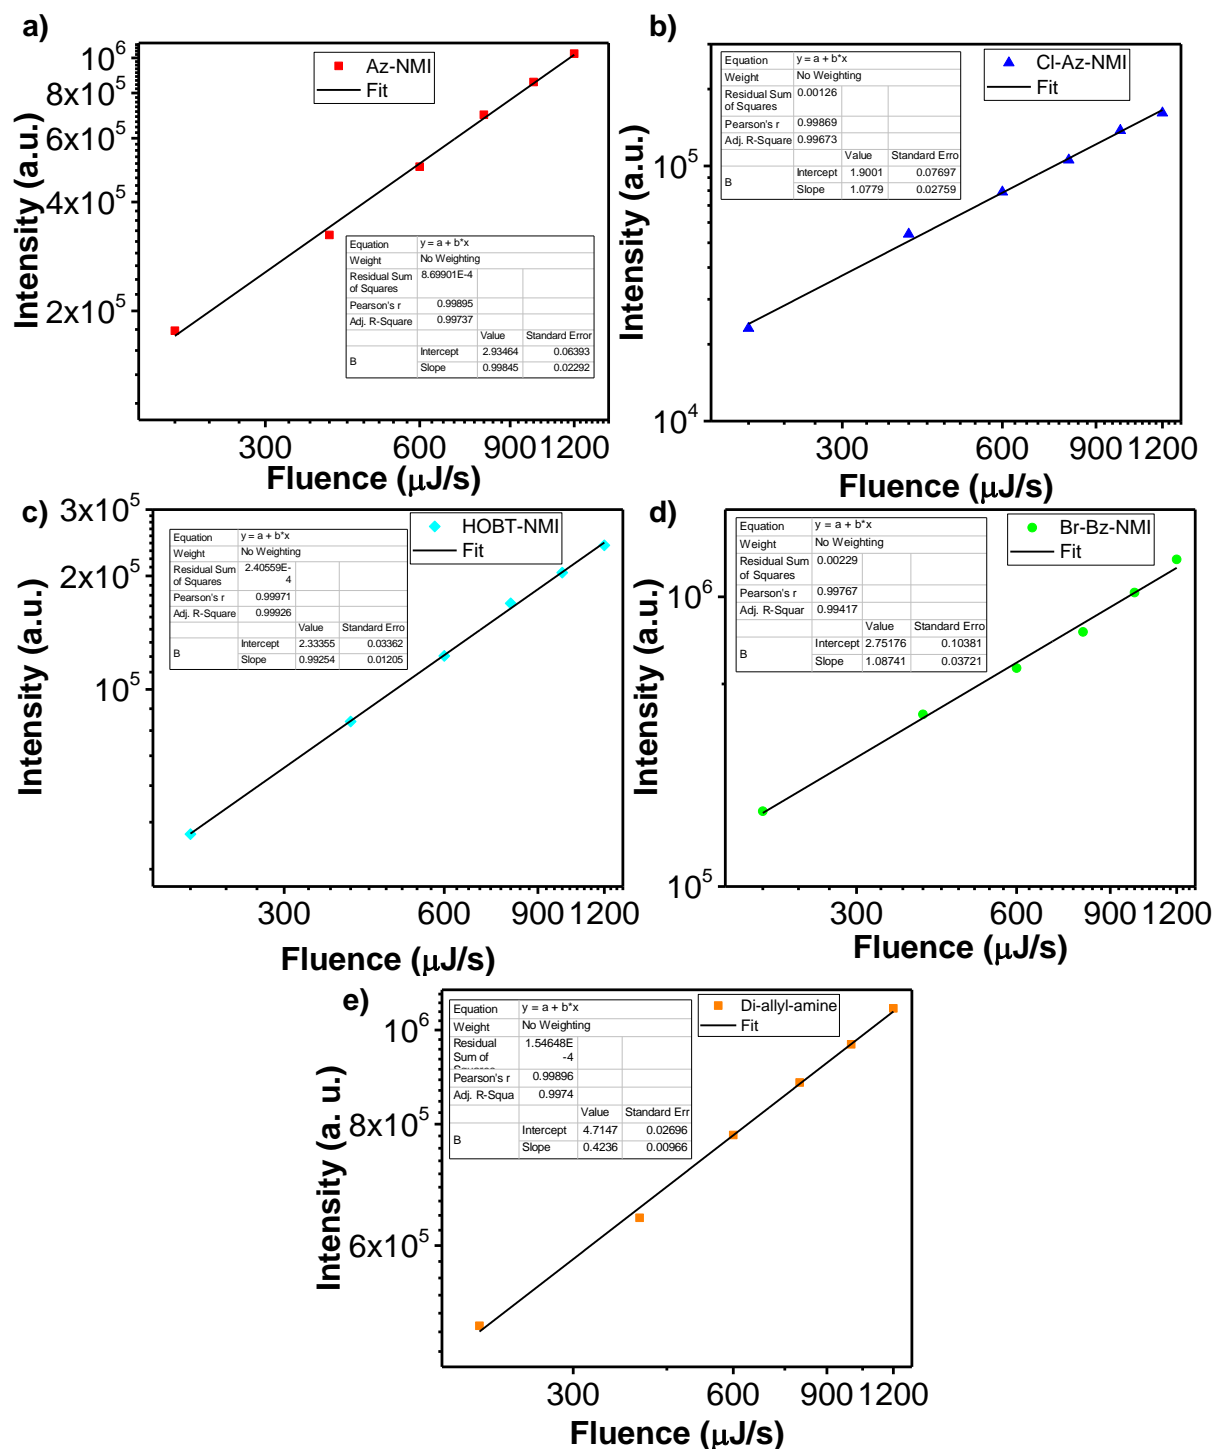 a)
10^6
8x10^5
6x10^5
4x10^5
2x10^5
Intensity (a.u.)
Az-NMI
Fit
Equation y = a + b*x
Weight No Weighting
Residual Sum of Squares 8.69901E-4
Pearson's r 0.99895
Adj. R-Square 0.99737
Value Standard Error
B Intercept 2.93464 0.06393
Slope 0.99845 0.02292
300 600 900 1200
Fluence (μJ/s)
b)
10^5
10^4
Intensity (a.u.)
Equation y = a + b*x
Weight No Weighting
Residual Sum of Squares 0.00126
Pearson's r 0.99869
Adj. R-Square 0.99673
Value Standard Erro
B Intercept 1.9001 0.07697
Slope 1.0779 0.02759
Cl-Az-NMI
Fit
300 600 900 1200
Fluence (μJ/s)
c)
3x10^5
2x10^5
10^5
Intensity (a.u.)
Equation y = a + b*x
Weight No Weighting
Residual Sum of Squares 2.40559E-4
Pearson's r 0.99971
Adj. R-Square 0.99926
Value Standard Erro
B Intercept 2.33355 0.03362
Slope 0.99254 0.01205
HOBT-NMI
Fit
300 600 900 1200
Fluence (μJ/s)
d)
10^6
10^5
Intensity (a.u.)
Equation y = a + b*x
Weight No Weighting
Residual Sum of Squares 0.00229
Pearson's r 0.99767
Adj. R-Squar 0.99417
Value Standard Erro
B Intercept 2.75176 0.10381
Slope 1.08741 0.03721
Br-Bz-NMI
Fit
300 600 900 1200
Fluence (μJ/s)
e)
10^6
8x10^5
6x10^5
Intensity (a. u.)
Equation y = a + b*x
Weight No Weighting
Residual Sum of 1.54648E-4
Pearson's r 0.99896
Adj. R-Squa 0.9974
Value Standard Err
B Intercept 4.7147 0.02696
Slope 0.4236 0.00966
Di-allyl-amine
Fit
300 600 900 1200
Fluence (μJ/s)